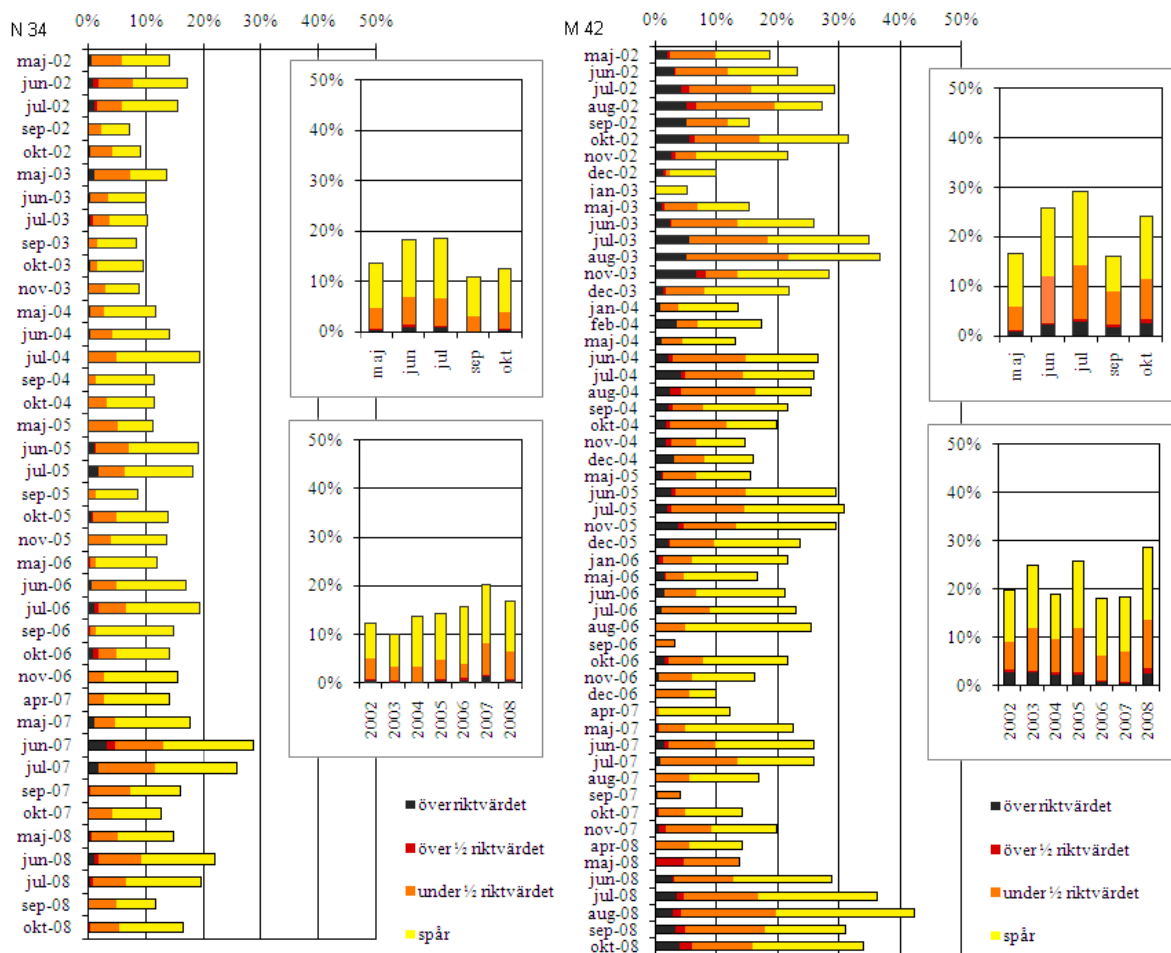 N 34
0% 10% 20% 30% 40% 50%
maj-02
jun-02
jul-02
sep-02
okt-02
maj-03
jun-03
jul-03
sep-03
okt-03
nov-03
maj-04
jun-04
jul-04
sep-04
okt-04
maj-05
jun-05
jul-05
sep-05
okt-05
nov-05
maj-06
jun-06
jul-06
sep-06
okt-06
nov-06
apr-07
maj-07
jun-07
jul-07
sep-07
okt-07
maj-08
jun-08
jul-08
sep-08
okt-08
50%
40%
30%
20%
10%
0%
maj
jun
jul
sep
okt
50%
40%
30%
20%
10%
0%
2002
2003
2004
2005
2006
2007
2008
över riktvärdet
över ½ riktvärdet
under ½ riktvärdet
spår
M 42
0% 10% 20% 30% 40% 50%
maj-02
jun-02
jul-02
aug-02
sep-02
okt-02
nov-02
dec-02
jan-03
maj-03
jun-03
jul-03
aug-03
nov-03
dec-03
jan-04
feb-04
maj-04
jun-04
jul-04
aug-04
sep-04
okt-04
nov-04
dec-04
maj-05
jun-05
jul-05
nov-05
dec-05
jan-06
maj-06
jun-06
jul-06
aug-06
sep-06
okt-06
nov-06
dec-06
apr-07
maj-07
jun-07
jul-07
aug-07
sep-07
okt-07
nov-07
apr-08
maj-08
jun-08
jul-08
aug-08
sep-08
okt-08
50%
40%
30%
20%
10%
0%
maj
jun
jul
sep
okt
50%
40%
30%
20%
10%
0%
2002
2003
2004
2005
2006
2007
2008
över riktvärdet
över ½ riktvärdet
under ½ riktvärdet
spår